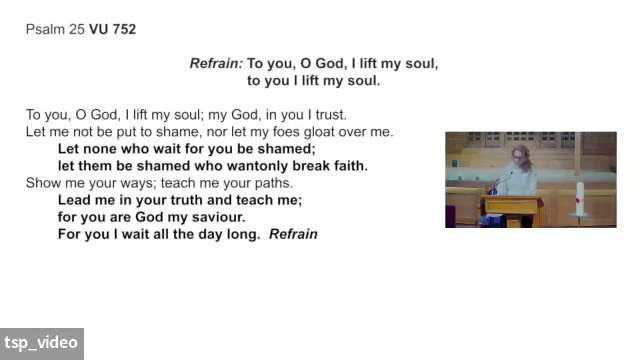 Psalm 25 VU 752
Refrain: To you, O God, I lift my soul,
to you I lift my soul.
To you, O God, I lift my soul; my God, in you I trust.
Let me not be put to shame, nor let my foes gloat over me.
Let none who wait for you be shamed;
let them be shamed who wantonly break faith.
Show me your ways; teach me your paths.
Lead me in your truth and teach me;
for you are God my saviour.
For you I wait all the day long. Refrain
tsp_video